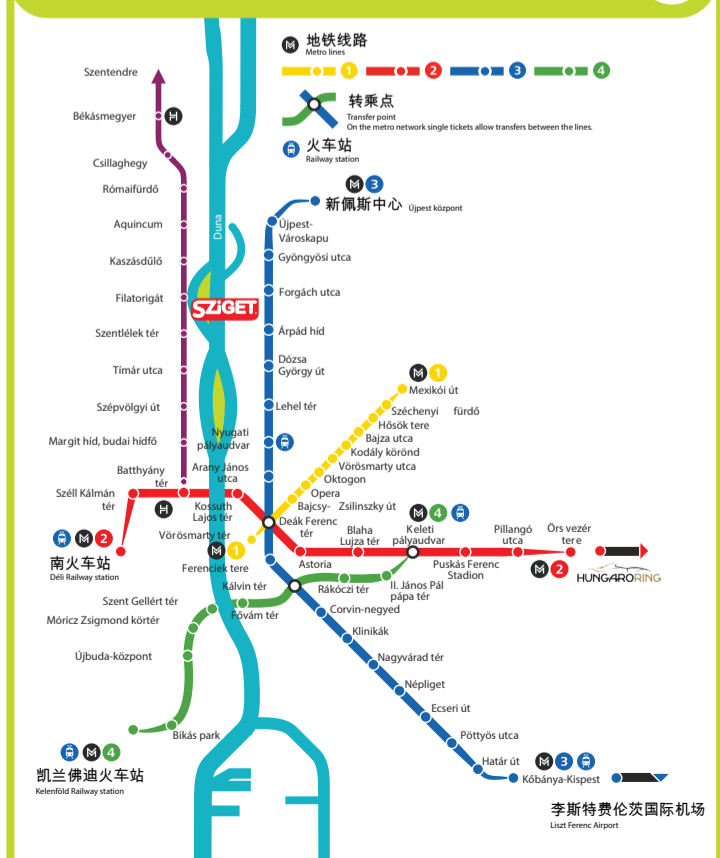 地铁线路
Metro lines
1
2
3
4
转乘点
Transfer point
On the metro network single tickets allow transfers between the lines.
火车站
Railway station
Szentendre
Békásmegyer
H
Csillaghegy
Rómaifürdő
Aquincum
Kaszásdűlő
Filatorigát
Szentlélek tér
Tímár utca
Szépvölgyi út
Margit híd, budai hídfő
Batthyány
tér
H
Duna
SZIGET
M 3
新佩斯中心 Újpest központ
Újpest-
Városkapu
Gyöngyösi utca
Forgách utca
Árpád híd
Dózsa
György út
Lehel tér
Nyugati
pályaudvar
Arany János
utca
M 1
Mexikói út
Széchenyi fürdő
Hősök tere
Bajza utca
Kodály körönd
Vörösmarty utca
Oktogon
Opera
Bajcsy- Zsilinszky út
Deák Ferenc
tér
Vörösmarty tér
M 1
Széll Kálmán
tér
M 2
南火车站
Déli Railway station
Kossuth
Lajos tér
Astoria
Blaha
Lujza tér
M 4
Keleti
pályaudvar
Puskás Ferenc
Stadion
Pillangó
utca
Örs vezér
tere
M 2
HUNGARORING
Ferenciek tere
Kálvin tér
Rákóczi tér
II. János Pál
pápa tér
Fővám tér
Szent Gellért tér
Móricz Zsigmond körtér
Újbuda-központ
Bikás park
M 4
凯兰佛迪火车站
Kelenföld Railway station
Corvin-negyed
Klinikák
Nagyvárad tér
Népliget
Ecseri út
Pöttyös utca
Határ út
M 3
Kőbánya-Kispest
李斯特费伦茨国际机场
Liszt Ferenc Airport